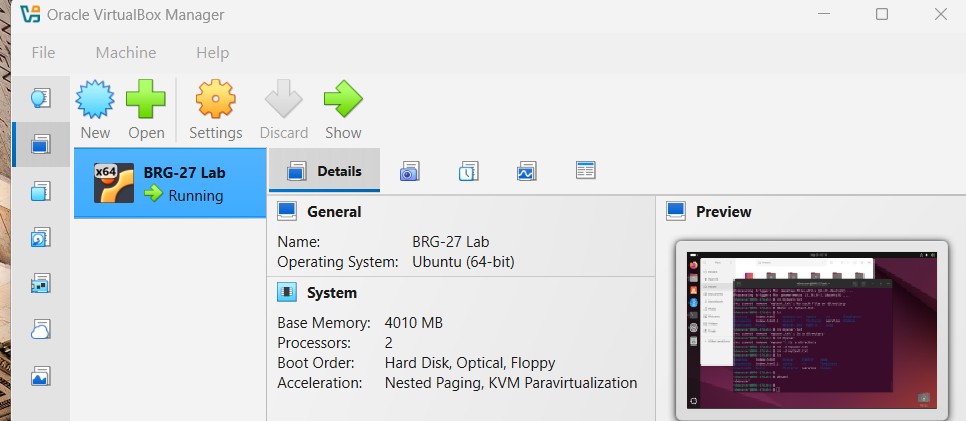 Oracle VirtualBox Manager
File Machine Help
New Open Settings Discard Show
x64
BRG-27 Lab
Running
Details
General
Name: BRG-27 Lab
Operating System: Ubuntu (64-bit)
System
Base Memory: 4010 MB
Processors: 2
Boot Order: Hard Disk, Optical, Floppy
Acceleration: Nested Paging, KVM Paravirtualization
Preview